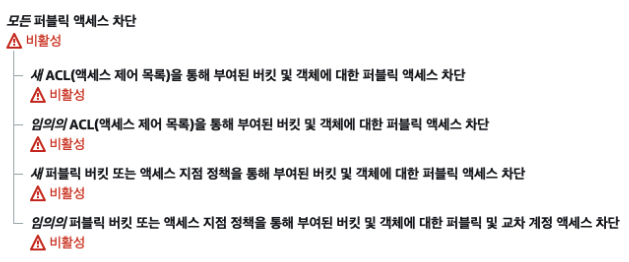 모든 퍼블릭 액세스 차단
비활성
새 ACL(액세스 제어 목록)을 통해 부여된 버킷 및 객체에 대한 퍼블릭 액세스 차단
비활성
임의의 ACL(액세스 제어 목록)을 통해 부여된 버킷 및 객체에 대한 퍼블릭 액세스 차단
비활성
새 퍼블릭 버킷 또는 액세스 지점 정책을 통해 부여된 버킷 및 객체에 대한 퍼블릭 액세스 차단
비활성
임의의 퍼블릭 버킷 또는 액세스 지점 정책을 통해 부여된 버킷 및 객체에 대한 퍼블릭 및 교차 계정 액세스 차단
비활성